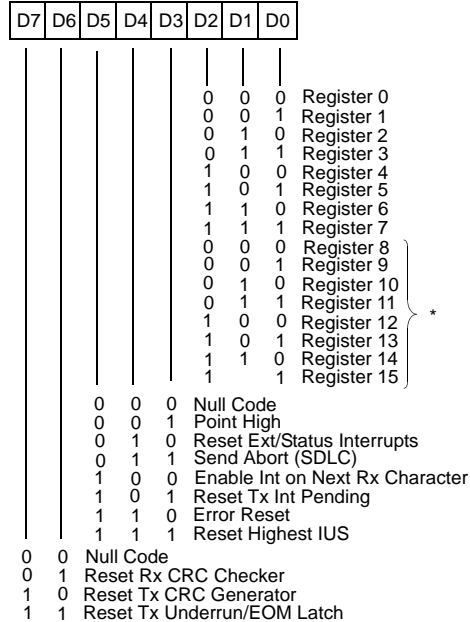 D7 D6 D5 D4 D3 D2 D1 D0
0 0 0 Register 0
0 0 1 Register 1
0 1 0 Register 2
0 1 1 Register 3
1 0 0 Register 4
1 0 1 Register 5
1 1 0 Register 6
1 1 1 Register 7
0 0 0 Register 8
0 0 1 Register 9
0 1 0 Register 10
0 1 1 Register 11
1 0 0 Register 12
1 0 1 Register 13
1 1 0 Register 14
1 1 Register 15
*
0 0 0 Null Code
0 0 1 Point High
0 1 0 Reset Ext/Status Interrupts
0 1 1 Send Abort (SDLC)
1 0 0 Enable Int on Next Rx Character
1 0 1 Reset Tx Int Pending
1 1 0 Error Reset
1 1 1 Reset Highest IUS
0 0 Null Code
0 1 Reset Rx CRC Checker
1 0 Reset Tx CRC Generator
1 1 Reset Tx Underrun/EOM Latch